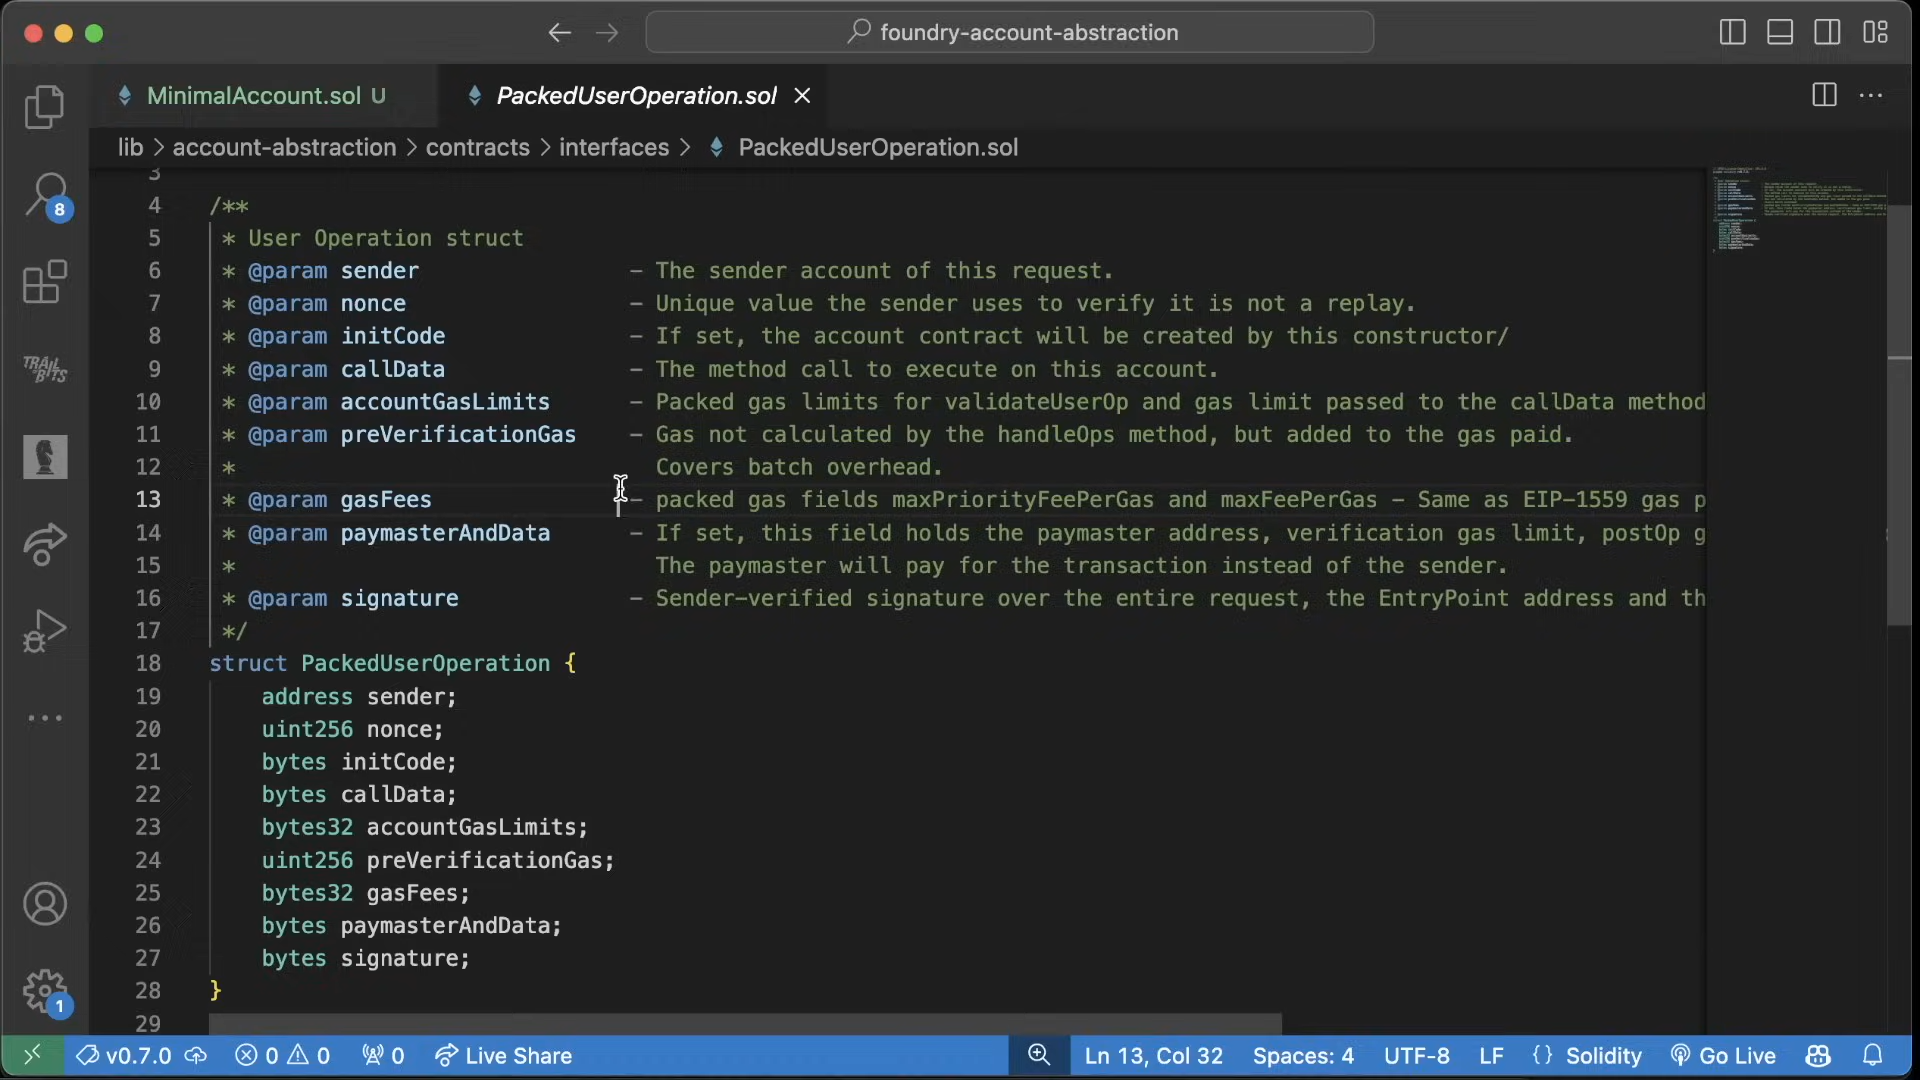 foundry-account-abstraction
MinimalAccount.sol U
PackedUserOperation.sol
lib > account-abstraction > contracts > interfaces > PackedUserOperation.sol
8
TRAIL OF BITS
1
3
4 /**
5 * User Operation struct
6 * @param sender – The sender account of this request.
7 * @param nonce – Unique value the sender uses to verify it is not a replay.
8 * @param initCode – If set, the account contract will be created by this constructor/
9 * @param callData – The method call to execute on this account.
10 * @param accountGasLimits – Packed gas limits for validateUserOp and gas limit passed to the callData method
11 * @param preVerificationGas – Gas not calculated by the handleOps method, but added to the gas paid.
12 * Covers batch overhead.
13 * @param gasFees – packed gas fields maxPriorityFeePerGas and maxFeePerGas – Same as EIP–1559 gas p
14 * @param paymasterAndData – If set, this field holds the paymaster address, verification gas limit, postOp g
15 * The paymaster will pay for the transaction instead of the sender.
16 * @param signature – Sender–verified signature over the entire request, the EntryPoint address and th
17 */
18 struct PackedUserOperation {
19 address sender;
20 uint256 nonce;
21 bytes initCode;
22 bytes callData;
23 bytes32 accountGasLimits;
24 uint256 preVerificationGas;
25 bytes32 gasFees;
26 bytes paymasterAndData;
27 bytes signature;
28 }
29
v0.7.0 0 0 0 Live Share Ln 13, Col 32 Spaces: 4 UTF-8 LF {} Solidity Go Live